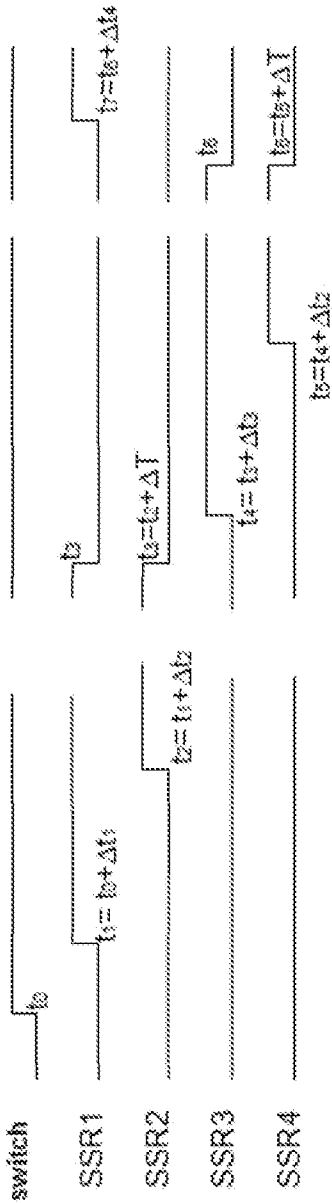 switch t₀
SSR1 t₁= t₀+Δt₁ t₃ t₇=t₆+Δt₄
SSR2 t₂= t₁+Δt₂ t₃=t₂+ΔT
SSR3 t₄= t₃+Δt₃ t₆
SSR4 t₅=t₄+Δt₂ t₆=t₅+ΔT